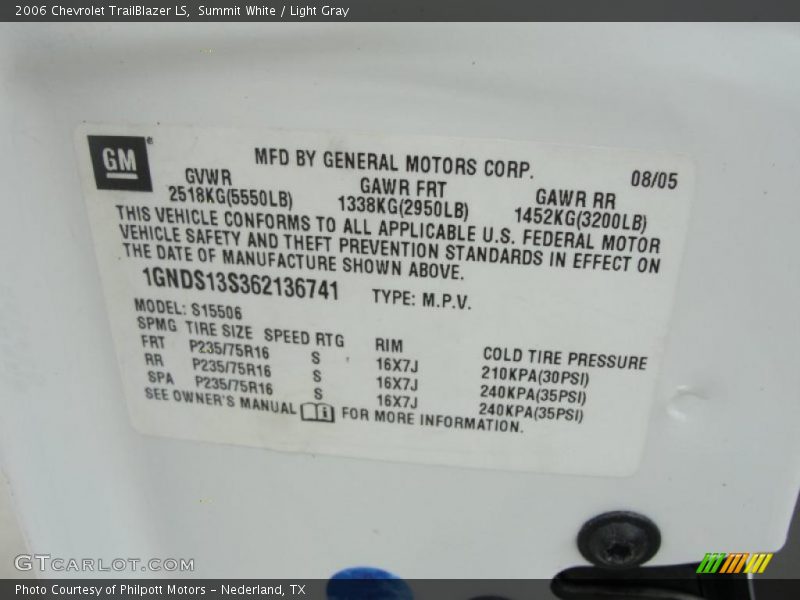 2006 Chevrolet TrailBlazer LS,  Summit White / Light Gray
GM®
MFD BY GENERAL MOTORS CORP.
08/05
GVWR GAWR FRT GAWR RR
2518KG(5550LB) 1338KG(2950LB) 1452KG(3200LB)
THIS VEHICLE CONFORMS TO ALL APPLICABLE U.S. FEDERAL MOTOR
VEHICLE SAFETY AND THEFT PREVENTION STANDARDS IN EFFECT ON
THE DATE OF MANUFACTURE SHOWN ABOVE.
1GNDS13S362136741 TYPE: M.P.V.
MODEL: S15506
SPMG TIRE SIZE SPEED RTG RIM COLD TIRE PRESSURE
FRT P235/75R16 S 16X7J 210KPA(30PSI)
RR P235/75R16 S 16X7J 240KPA(35PSI)
SPA P235/75R16 S 16X7J 240KPA(35PSI)
SEE OWNER'S MANUAL FOR MORE INFORMATION.
GTCARLOT.COM
Photo Courtesy of Philpott Motors - Nederland, TX